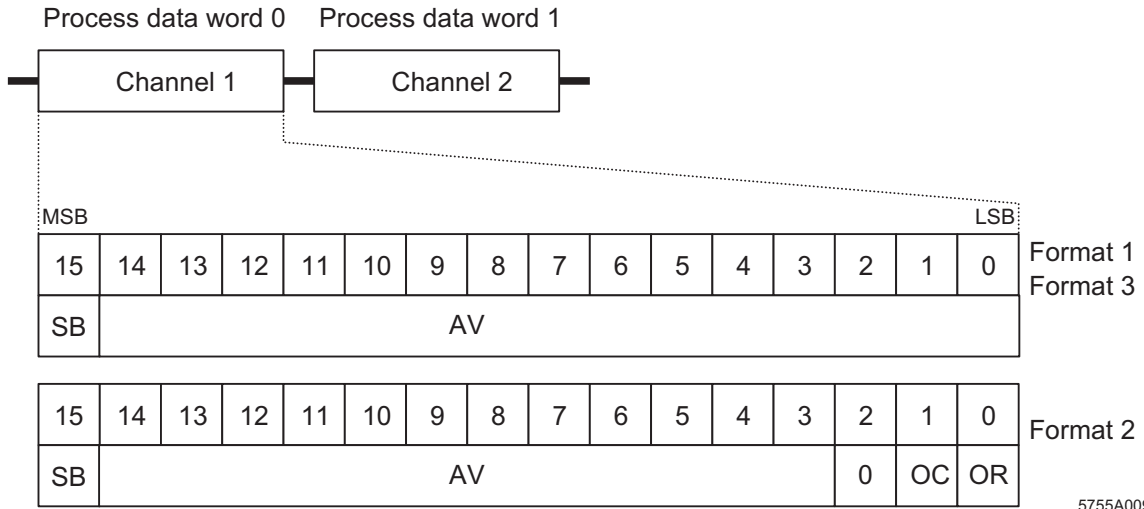 Process data word 0 Process data word 1
Channel 1 Channel 2
MSB LSB
15 14 13 12 11 10 9 8 7 6 5 4 3 2 1 0 Format 1
Format 3
SB AV
15 14 13 12 11 10 9 8 7 6 5 4 3 2 1 0 Format 2
SB AV 0 OC OR